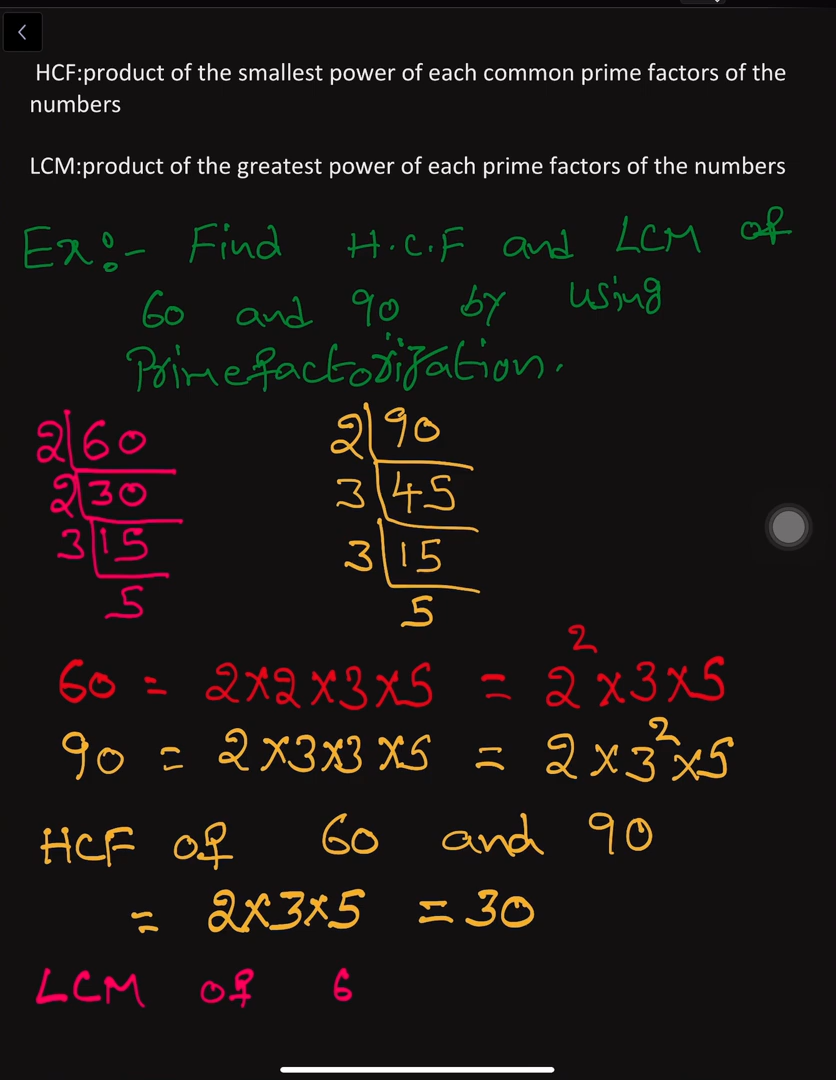 HCF:product of the smallest power of each common prime factors of the
numbers
LCM:product of the greatest power of each prime factors of the numbers
Ex:- Find H.C.F and LCM of
60 and 90 by using
Primefactorization.
2|60
2|30
3|15
5
2|90
3|45
3|15
5
60 = 2×2×3×5 = 2² ×3×5
90 = 2×3×3×5 = 2×3²×5
HCF of 60 and 90
= 2×3×5 = 30
LCM of 6